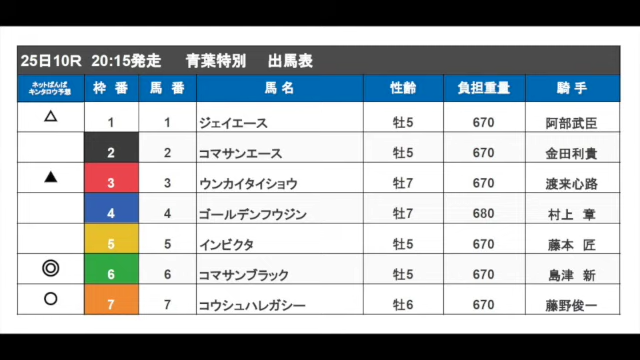 25日10R 20:15発走 青葉特別 出馬表
ネットばんば キンタロウ予想 枠番 馬番 馬名 性齢 負担重量 騎手
△ 1 1 ジェイエース 牡5 670 阿部武臣
2 2 コマサンエース 牡5 670 金田利貴
▲ 3 3 ウンカイタイショウ 牡7 670 渡来心路
4 4 ゴールデンフウジン 牡7 680 村上 章
5 5 インビクタ 牡5 670 藤本 匠
◎ 6 6 コマサンブラック 牡5 670 島津 新
○ 7 7 コウシュハレガシー 牡6 670 藤野俊一